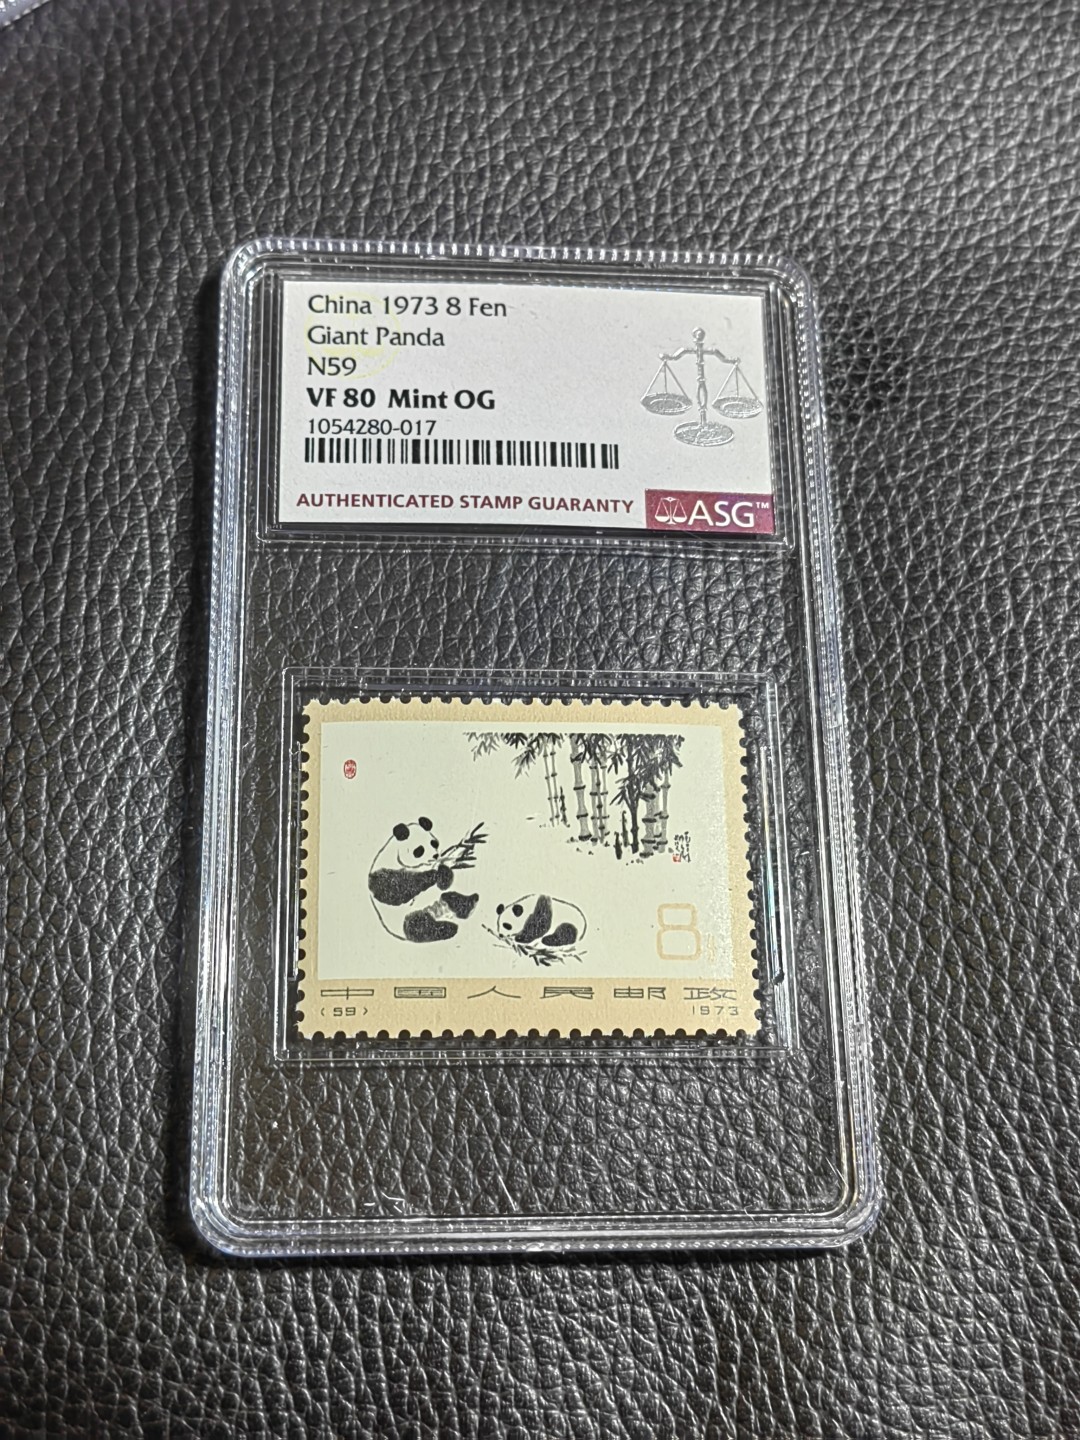 China 1973 8 Fen
Giant Panda
N59
VF 80 Mint OG
1054280-017
AUTHENTICATED STAMP GUARANTY
ASG™
8分
中国人民邮政
(59)
1973